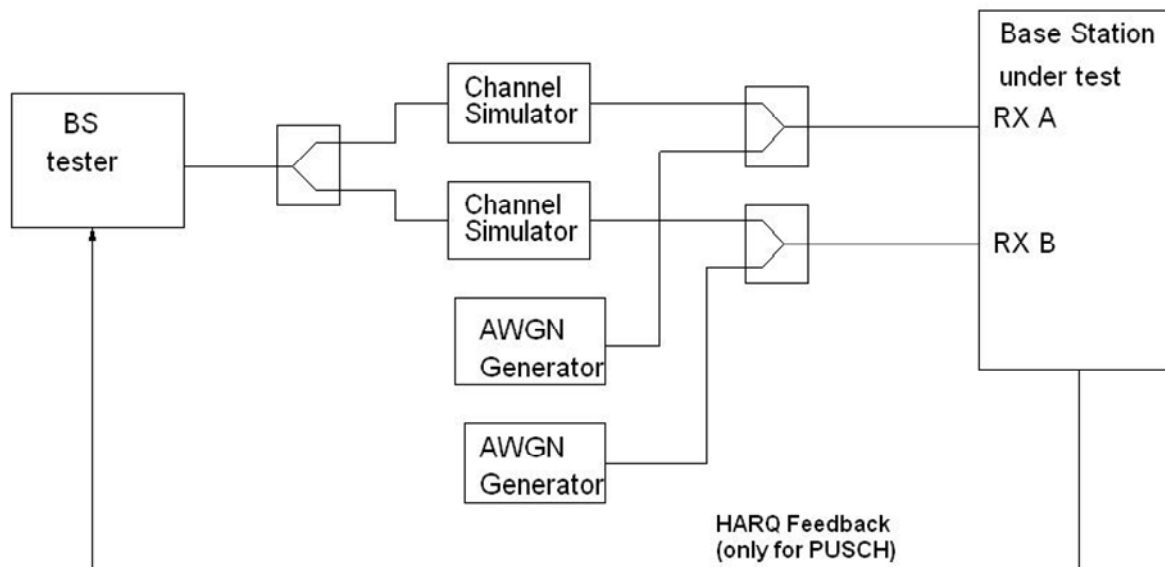 BS
tester
Channel
Simulator
Channel
Simulator
AWGN
Generator
AWGN
Generator
Base Station
under test
RX A
RX B
HARQ Feedback
(only for PUSCH)